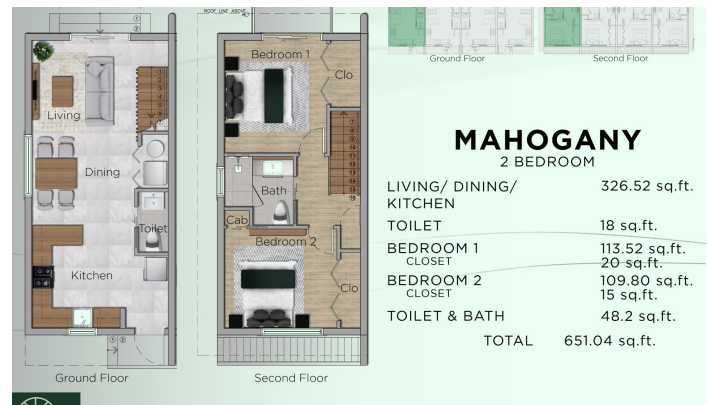 ROOF LINE ABOVE
Living
Dining
Toilet
Kitchen
Ground Floor
Bedroom 1
Clo
Bath
Cab
Bedroom 2
Clo
Second Floor
Ground Floor
Second Floor
MAHOGANY
2 BEDROOM
LIVING/ DINING/ 326.52 sq.ft.
KITCHEN
TOILET 18 sq.ft.
BEDROOM 1 113.52 sq.ft.
CLOSET 20 sq.ft.
BEDROOM 2 109.80 sq.ft.
CLOSET 15 sq.ft.
TOILET & BATH 48.2 sq.ft.
TOTAL 651.04 sq.ft.